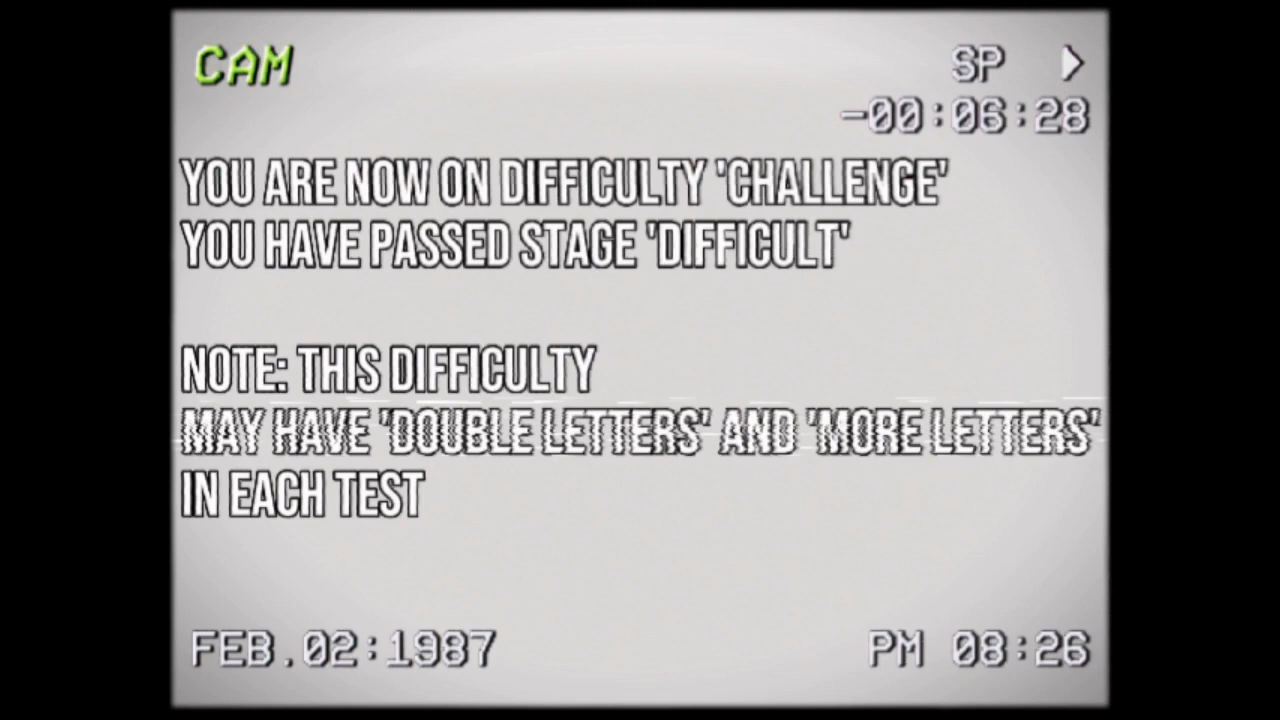 CAM
SP
-00:06:28
YOU ARE NOW ON DIFFICULTY 'CHALLENGE'
YOU HAVE PASSED STAGE 'DIFFICULT'
NOTE: THIS DIFFICULTY
MAY HAVE 'DOUBLE LETTERS' AND 'MORE LETTERS'
IN EACH TEST
FEB.02:1987
PM 08:26